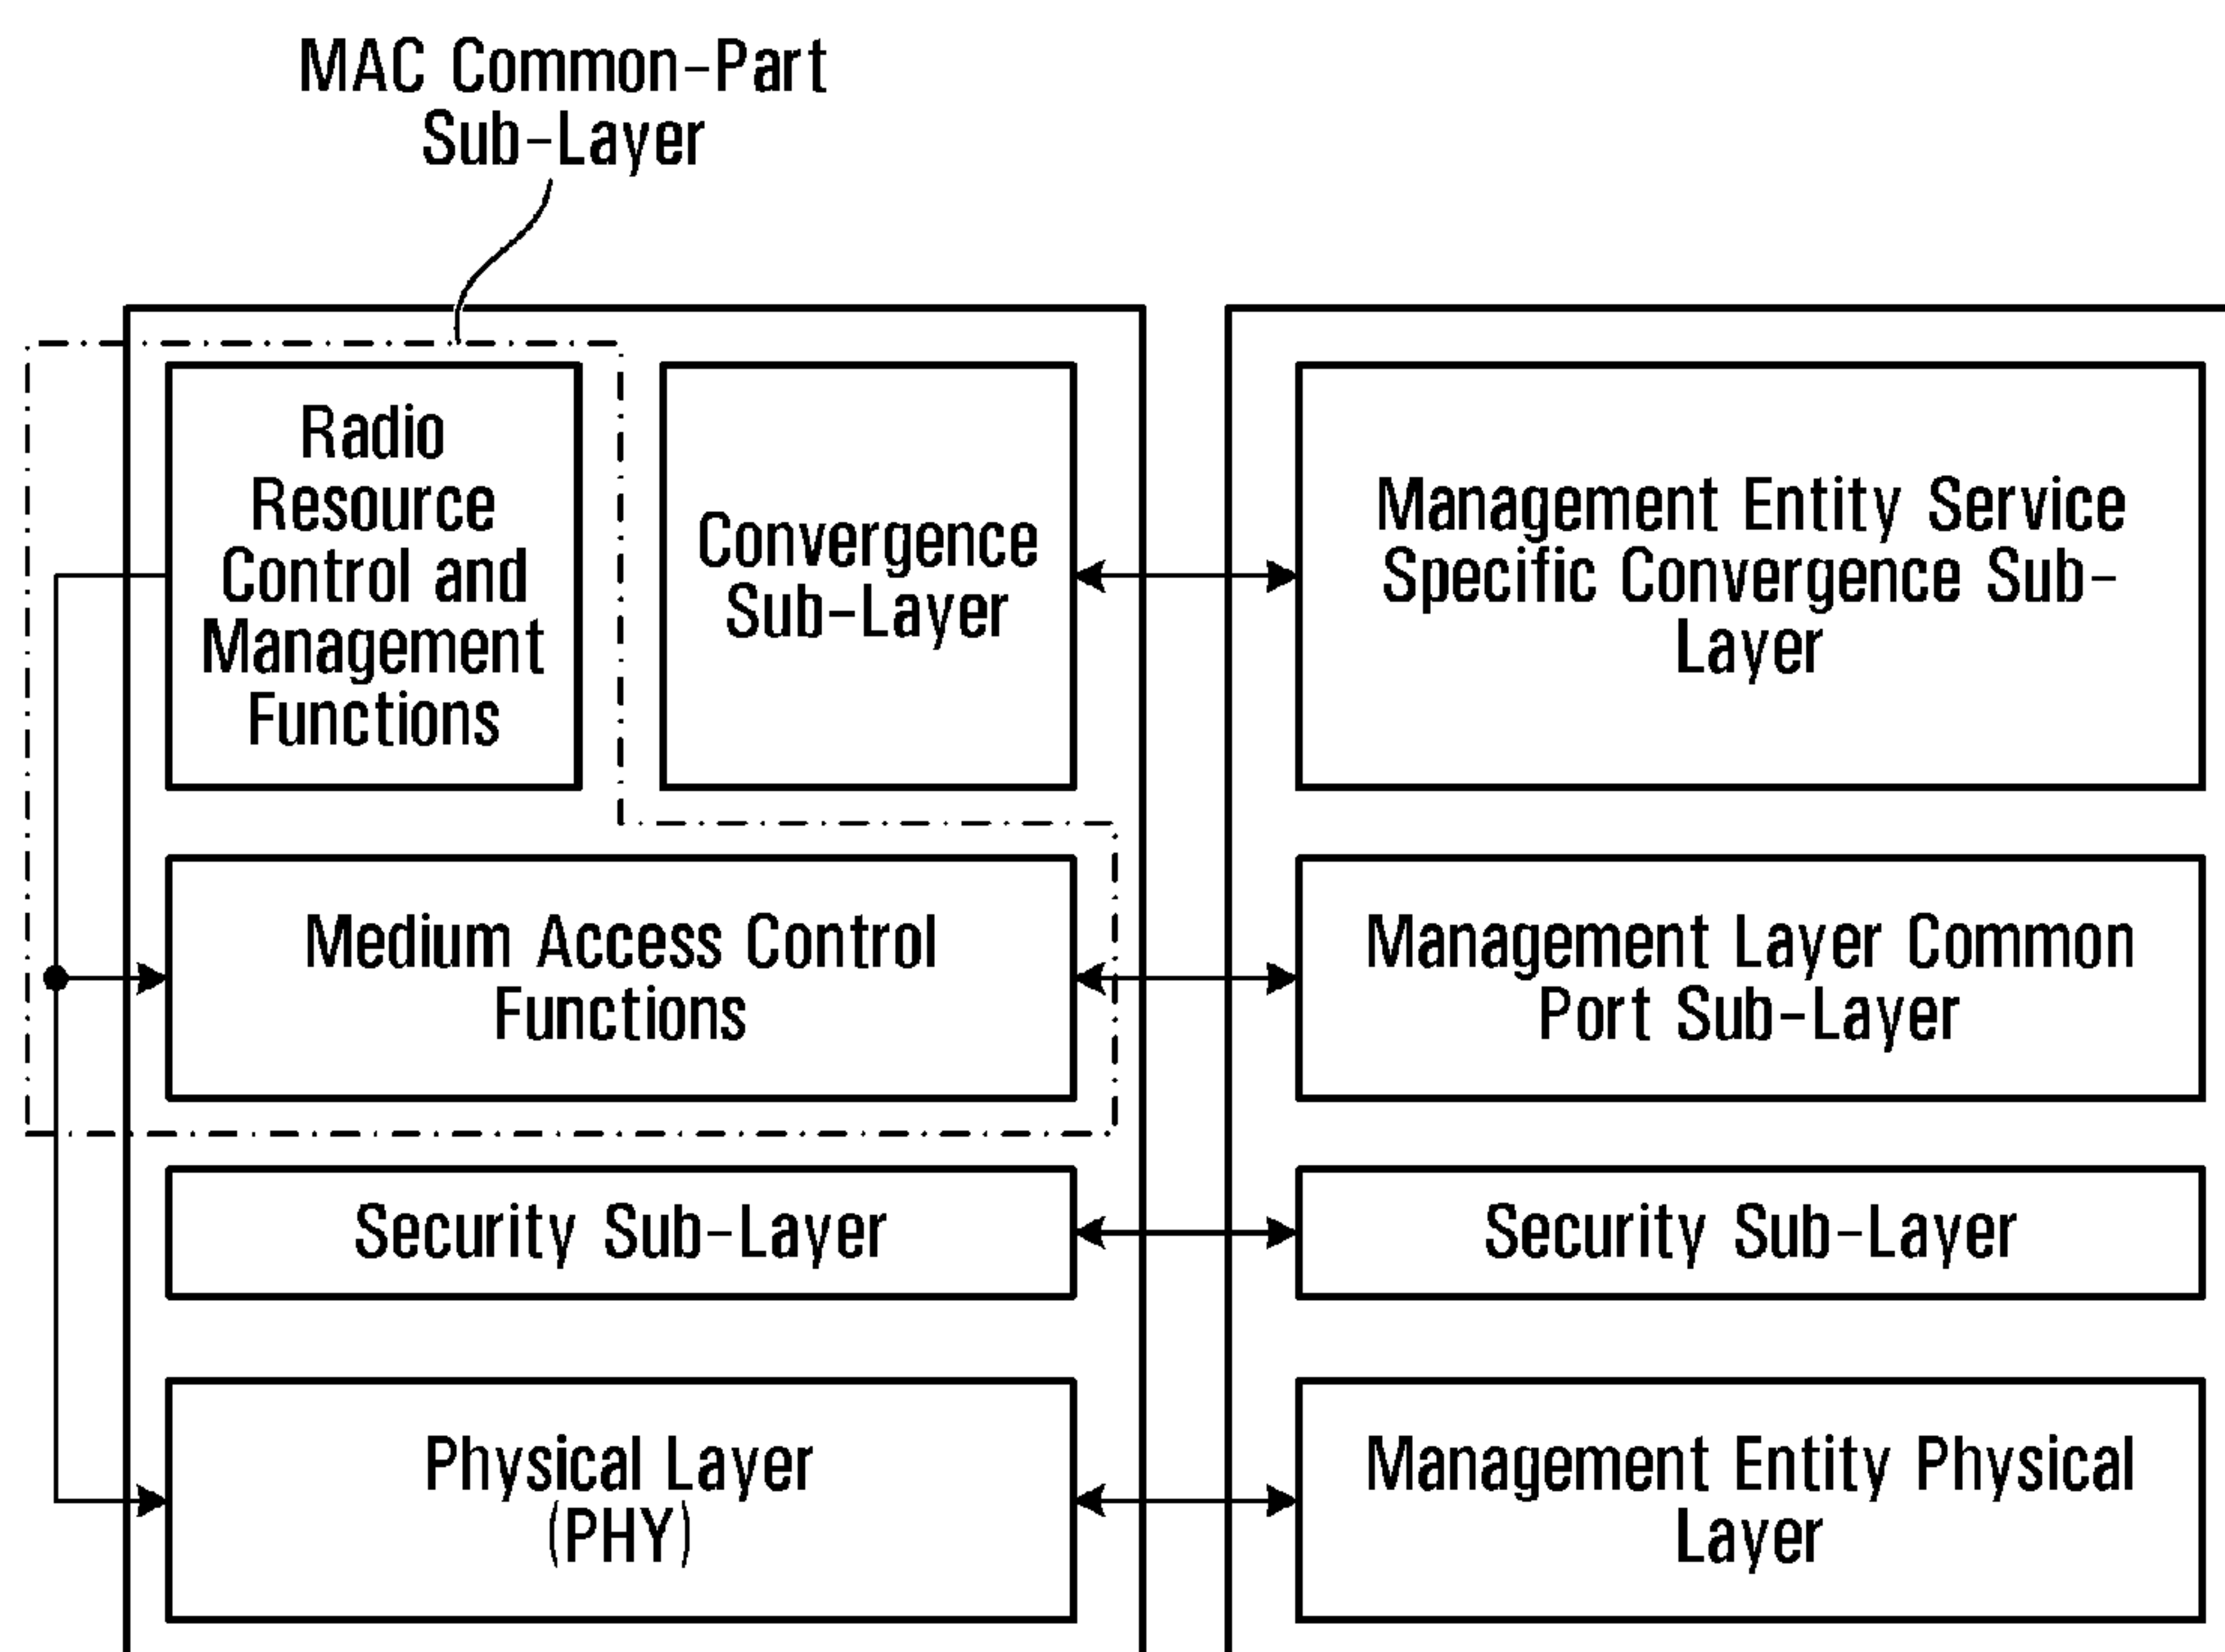 MAC Common-Part
Sub-Layer
Radio
Resource
Control and
Management
Functions
Convergence
Sub-Layer
Management Entity Service
Specific Convergence Sub-
Layer
Medium Access Control
Functions
Management Layer Common
Port Sub-Layer
Security Sub-Layer
Security Sub-Layer
Physical Layer
(PHY)
Management Entity Physical
Layer